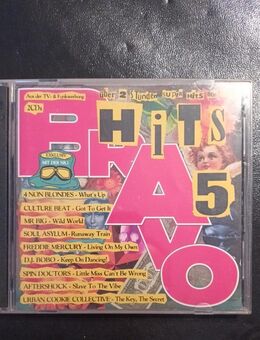 Aus der TV- & Funkwerbung
über 2 Stunden SUPER HITS
2CDs
BRAVO
HiTS
5
4 NON BLONDES - What's Up
CULTURE BEAT - Got To Get It
MR. BIG - Wild World
SOUL ASYLUM - Runaway Train
FREDDIE MERCURY - Living On My Own
D.J. BOBO - Keep On Dancing!
SPIN DOCTORS - Little Miss Can't Be Wrong
AFTERSHOCK - Slave To The Vibe
URBAN COOKIE COLLECTIVE - The Key, The Secret